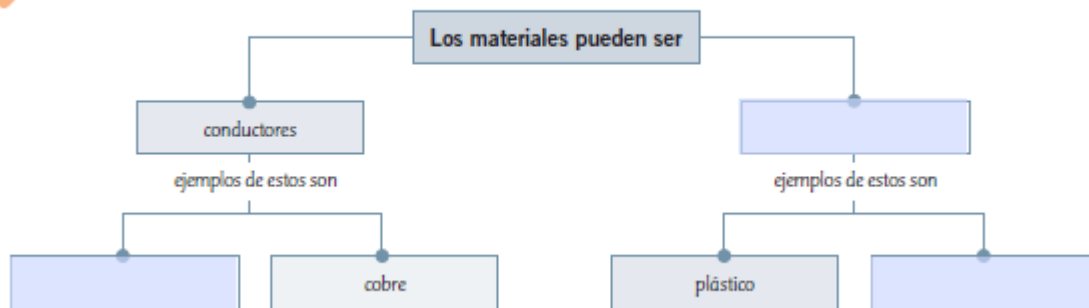 Los materiales pueden ser
conductores
ejemplos de estos son
ejemplos de estos son
cobre
plástico